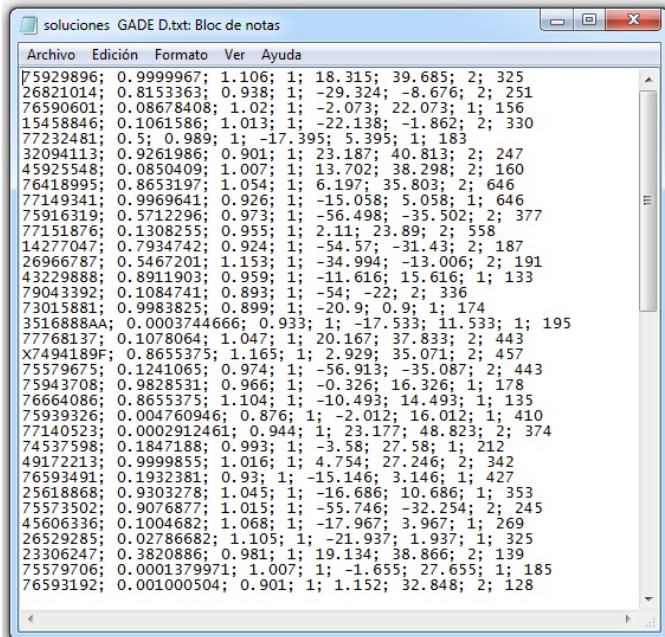 soluciones GADE D.txt: Bloc de notas
Archivo Edición Formato Ver Ayuda
75929896; 0.9999967; 1.106; 1; 18.315; 39.685; 2; 325
26821014; 0.8153363; 0.938; 1; -29.324; -8.676; 2; 251
76590601; 0.08678408; 1.02; 1; -2.073; 22.073; 1; 156
15458846; 0.1061586; 1.013; 1; -22.138; -1.862; 2; 330
77232481; 0.5; 0.989; 1; -17.395; 5.395; 1; 183
32094113; 0.9261986; 0.901; 1; 23.187; 40.813; 2; 247
45925548; 0.0850409; 1.007; 1; 13.702; 38.298; 2; 160
76418995; 0.8653197; 1.054; 1; 6.197; 35.803; 2; 646
77149341; 0.9969641; 0.926; 1; -15.058; 5.058; 1; 646
75916319; 0.5712296; 0.973; 1; -56.498; -35.502; 2; 377
77151876; 0.1308255; 0.955; 1; 2.11; 23.89; 2; 558
14277047; 0.7934742; 0.924; 1; -54.57; -31.43; 2; 187
26966787; 0.5467201; 1.153; 1; -34.994; -13.006; 2; 191
43229888; 0.8911903; 0.959; 1; -11.616; 15.616; 1; 133
79043392; 0.1084741; 0.893; 1; -54; -22; 2; 336
73015881; 0.9983825; 0.899; 1; -20.9; 0.9; 1; 174
3516888AA; 0.0003744666; 0.933; 1; -17.533; 11.533; 1; 195
77768137; 0.1078064; 1.047; 1; 20.167; 37.833; 2; 443
X7494189F; 0.8655375; 1.165; 1; 2.929; 35.071; 2; 457
75579675; 0.1241065; 0.974; 1; -56.913; -35.087; 2; 443
75943708; 0.9828531; 0.966; 1; -0.326; 16.326; 1; 178
76664086; 0.8655375; 1.104; 1; -10.493; 14.493; 1; 135
75939326; 0.004760946; 0.876; 1; -2.012; 16.012; 1; 410
77140523; 0.0002912461; 0.944; 1; 23.177; 48.823; 2; 374
74537598; 0.1847188; 0.993; 1; -3.58; 27.58; 1; 212
49172213; 0.9999855; 1.016; 1; 4.754; 27.246; 2; 342
76593491; 0.1932381; 0.93; 1; -15.146; 3.146; 1; 427
25618868; 0.9303278; 1.045; 1; -16.686; 10.686; 1; 353
75573502; 0.9076877; 1.015; 1; -55.746; -32.254; 2; 245
45606336; 0.1004682; 1.068; 1; -17.967; 3.967; 1; 269
26529285; 0.02786682; 1.105; 1; -21.937; 1.937; 1; 325
23306247; 0.3820886; 0.981; 1; 19.134; 38.866; 2; 139
75579706; 0.0001379971; 1.007; 1; -1.655; 27.655; 1; 185
76593192; 0.001000504; 0.901; 1; 1.152; 32.848; 2; 128